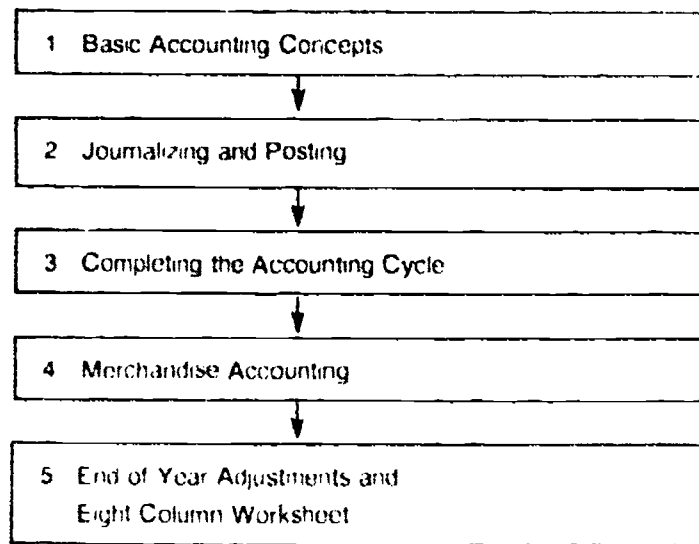 1 Basic Accounting Concepts
2 Journalizing and Posting
3 Completing the Accounting Cycle
4 Merchandise Accounting
5 End of Year Adjustments and
Eight Column Worksheet